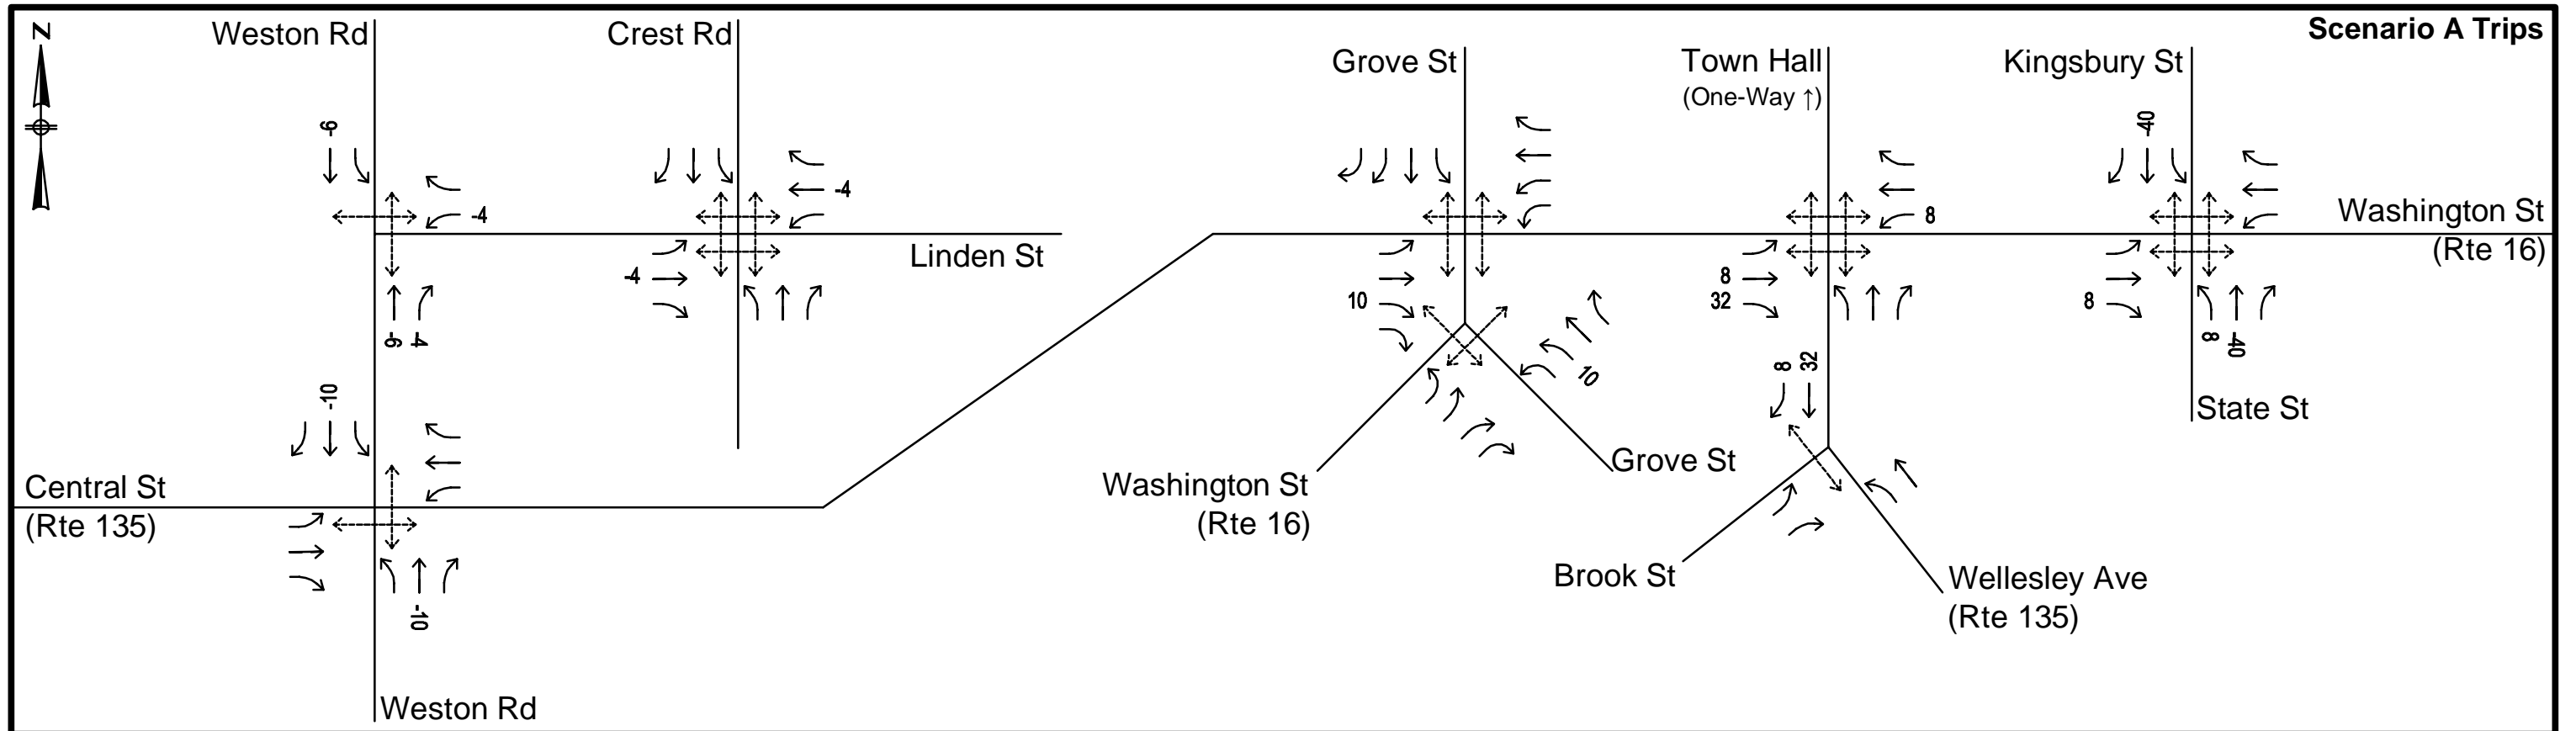 Scenario A Trips
N
Weston Rd
Crest Rd
Grove St
Town Hall
(One-Way ↑)
Kingsbury St
-6
-4
-6
-4
-4
-4
Linden St
10
10
8
8
32
8
32
-40
8
8
-40
Washington St
(Rte 16)
State St
-10
-10
Central St
(Rte 135)
Washington St
(Rte 16)
Grove St
Brook St
Wellesley Ave
(Rte 135)
Weston Rd